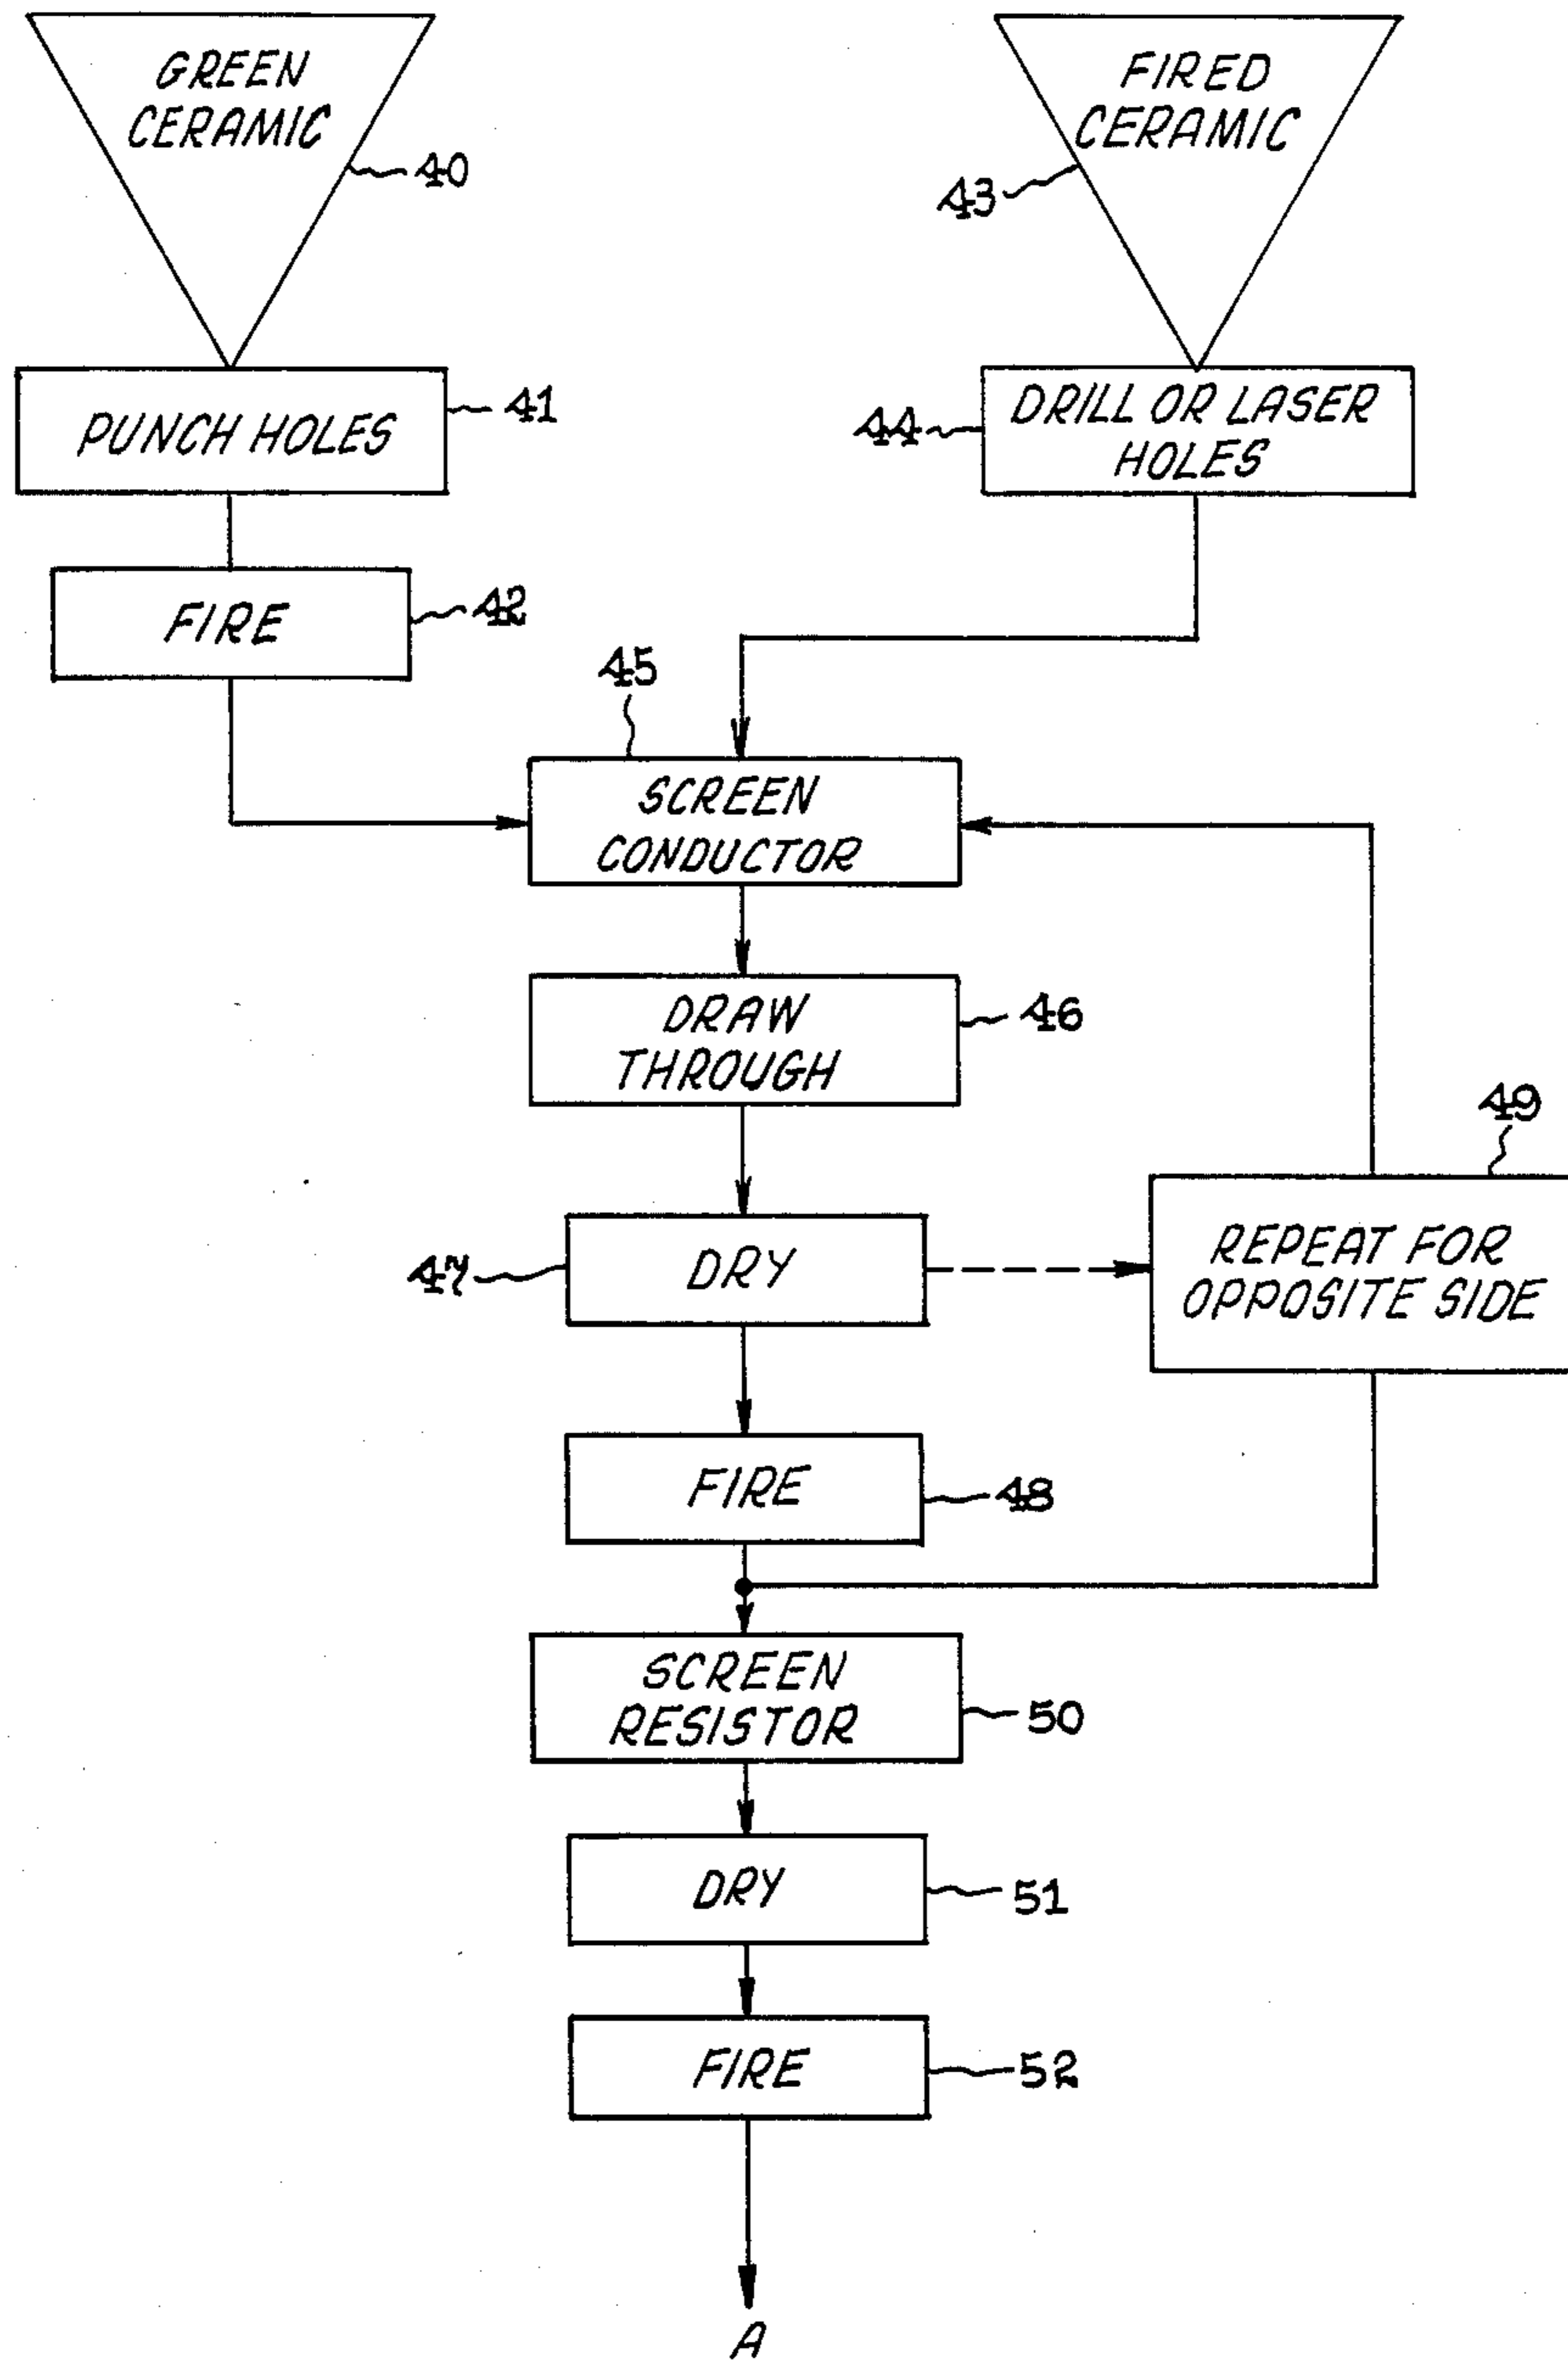 GREEN
CERAMIC
40
FIRED
CERAMIC
43
PUNCH HOLES
41
DRILL OR LASER
HOLES
44
FIRE
42
45
SCREEN
CONDUCTOR
DRAW
THROUGH
46
49
47
DRY
REPEAT FOR
OPPOSITE SIDE
FIRE
48
SCREEN
RESISTOR
50
DRY
51
FIRE
52
A